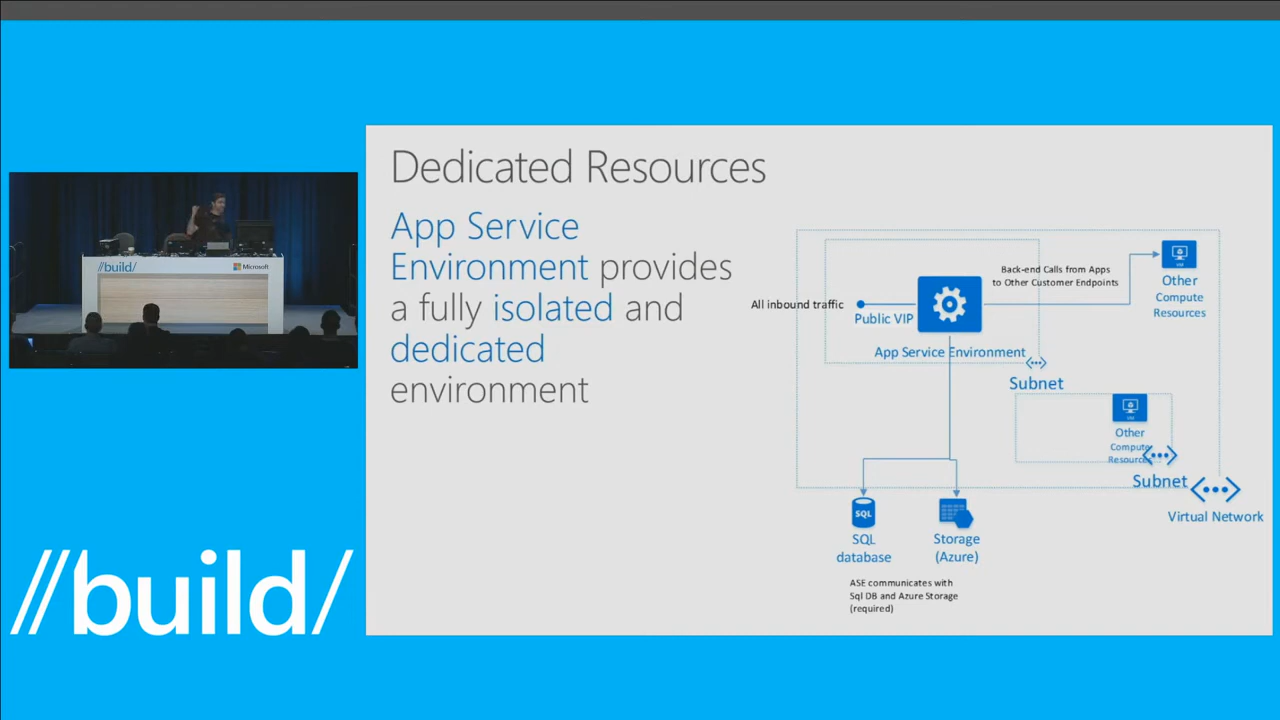 Dedicated Resources
App Service
Environment provides
a fully isolated and
dedicated
environment
All inbound traffic
Public VIP
App Service Environment
Back-end Calls from Apps
to Other Customer Endpoints
Other
Compute
Resources
Subnet
Other
Compute
Resources
Subnet
Virtual Network
SQL
SQL
database
Storage
(Azure)
ASE communicates with
Sql DB and Azure Storage
(required)
//build/
Microsoft
//build/